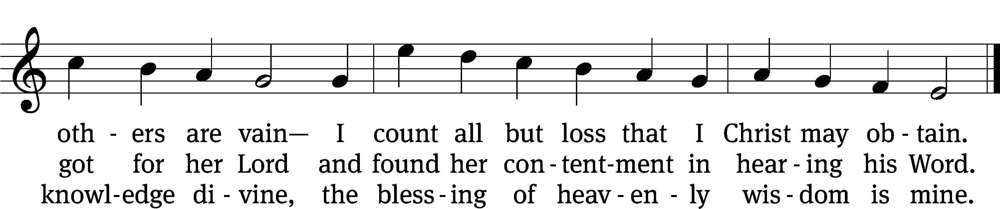 oth - ers are vain— I count all but loss that I Christ may ob - tain.
got for her Lord and found her con - tent - ment in hear - ing his Word.
knowl - edge di - vine, the bless - ing of heav - en - ly wis - dom is mine.